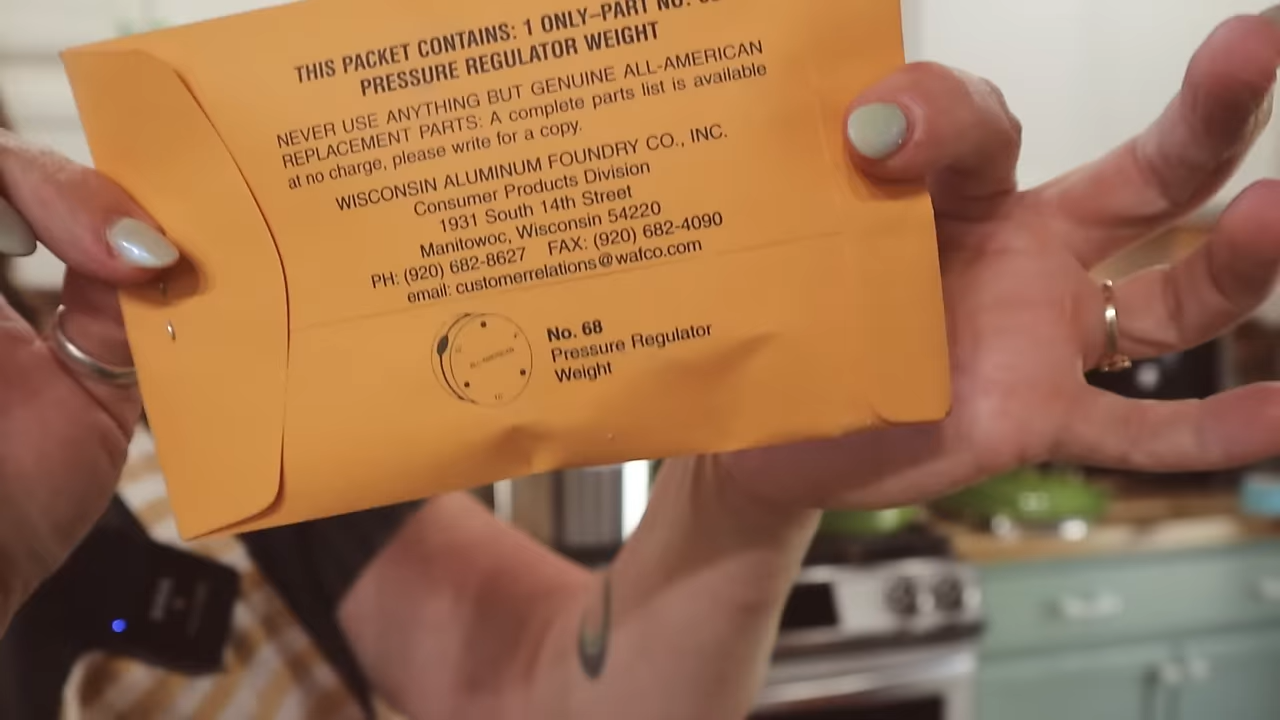 THIS PACKET CONTAINS: 1 ONLY–PART NO.
PRESSURE REGULATOR WEIGHT
NEVER USE ANYTHING BUT GENUINE ALL-AMERICAN
REPLACEMENT PARTS: A complete parts list is available
at no charge, please write for a copy.
WISCONSIN ALUMINUM FOUNDRY CO., INC.
Consumer Products Division
1931 South 14th Street
Manitowoc, Wisconsin 54220
PH: (920) 682-8627 FAX: (920) 682-4090
email: customerrelations@wafco.com
No. 68
Pressure Regulator
Weight
ALL-AMERICAN